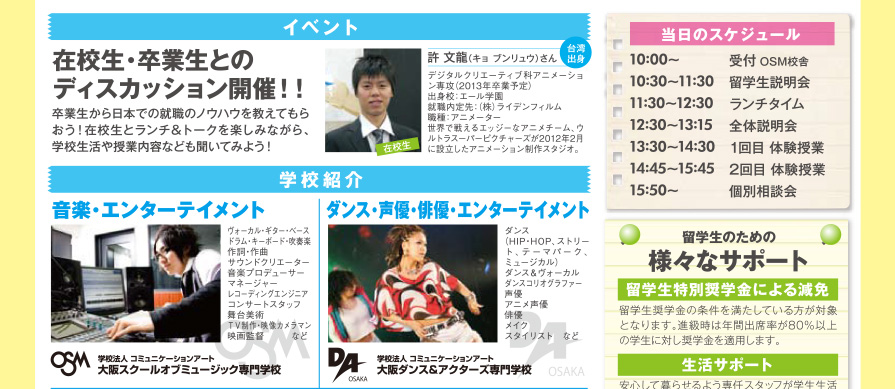 イベント
在校生・卒業生との
ディスカッション開催！！
卒業生から日本での就職のノウハウを教えてもら
おう！在校生とランチ＆トークを楽しみながら、
学校生活や授業内容なども聞いてみよう！
在校生
許 文龍（キョ ブンリュウ）さん
台湾
出身
デジタルクリエーティブ科アニメーショ
ン専攻（2013年卒業予定）
出身校：エール学園
就職内定先：（株）ライデンフィルム
職種：アニメーター
世界で戦えるエッジーなアニメチーム、ウ
ルトラスーパーピクチャーズが2012年2月
に設立したアニメーション制作スタジオ。
学校紹介
音楽・エンターテイメント
ヴォーカル・ギター・ベース
ドラム・キーボード・吹奏楽
作詞・作曲
サウンドクリエーター
音楽プロデューサー
マネージャー
レコーディングエンジニア
コンサートスタッフ
舞台美術
TV制作・映像カメラマン
映画監督 など
OSM
学校法人 コミュニケーションアート
大阪スクールオブミュージック専門学校
ダンス・声優・俳優・エンターテイメント
ダンス
（HIP・HOP、ストリー
ト、テーマパーク、
ミュージカル）
ダンス＆ヴォーカル
ダンスコリオグラファー
声優
アニメ声優
俳優
メイク
スタイリスト など
DA
OSAKA
学校法人 コミュニケーションアート
大阪ダンス＆アクターズ専門学校
OSM
DA
OSAKA
当日のスケジュール
10:00～ 受付 OSM校舎
10:30～11:30 留学生説明会
11:30～12:30 ランチタイム
12:30～13:15 全体説明会
13:30～14:30 1回目 体験授業
14:45～15:45 2回目 体験授業
15:50～ 個別相談会
留学生のための
様々なサポート
留学生特別奨学金による減免
留学生奨学金の条件を満たしている方が対象
となります。進級時は年間出席率が80％以上
の学生に対し奨学金を適用します。
生活サポート
安心して暮らせるよう専任スタッフが学生生活